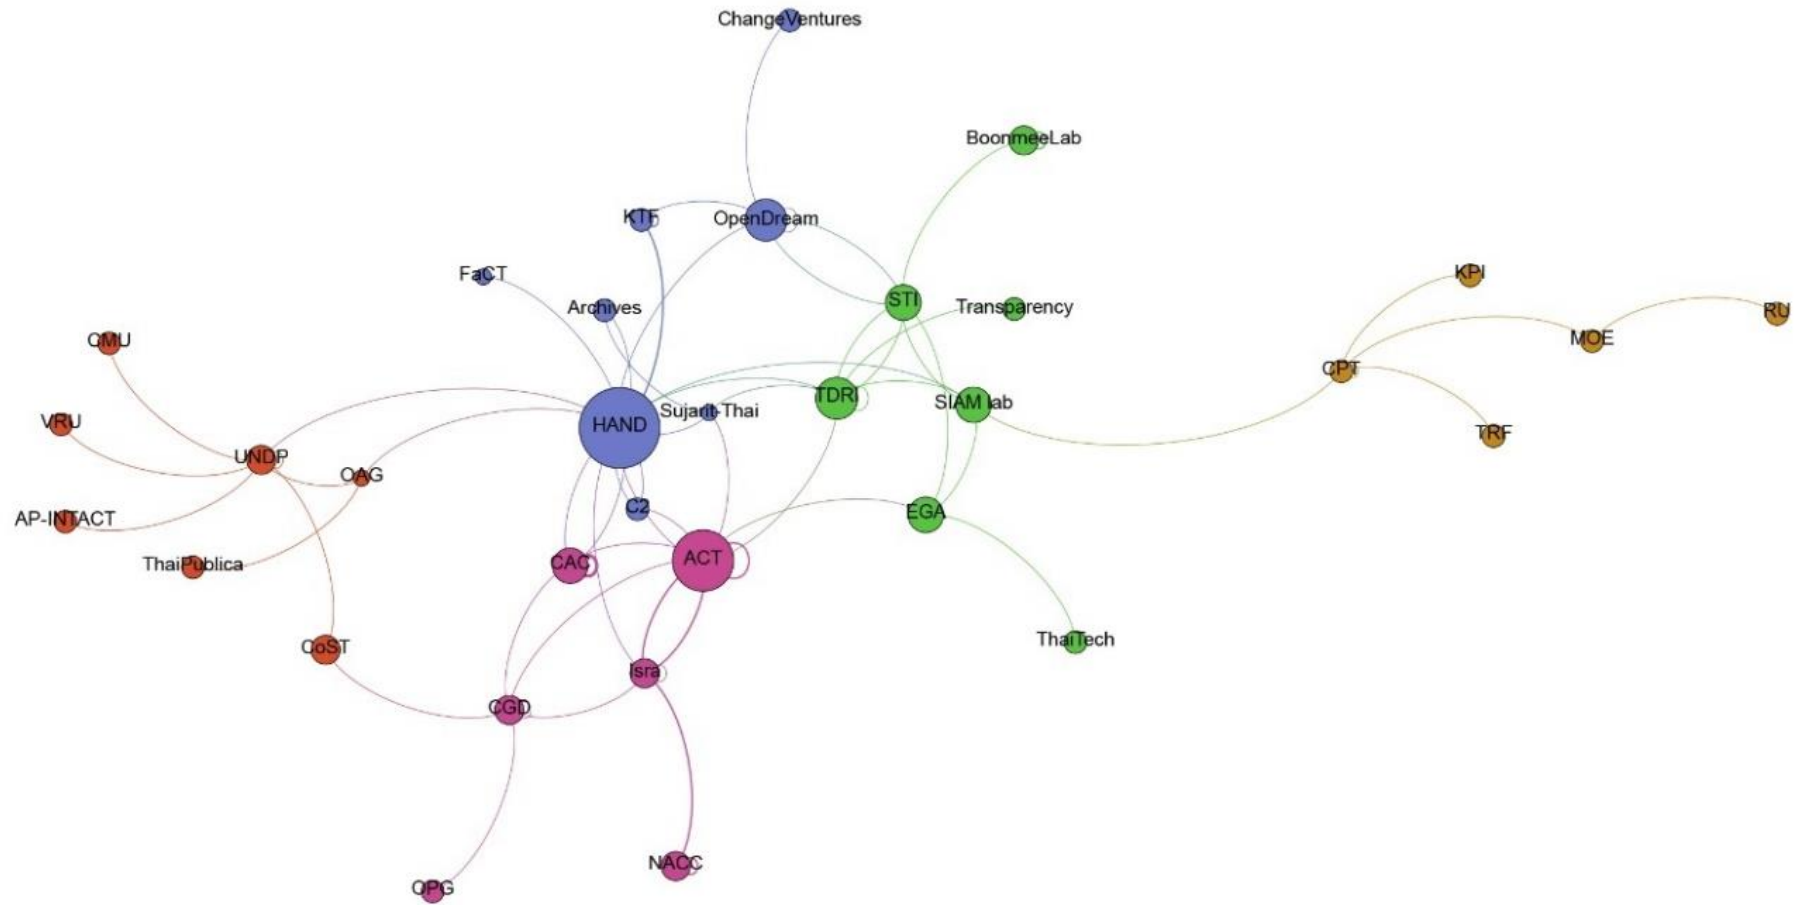 ChangeVentures
BoonmeeLab
KTF
OpenDream
FaCT
KPI
Archives
STI
Transparency
RU
CMU
MOE
CPT
TDRI
SIAM lab
Sujarit-Thai
VRU
HAND
TRF
UNDP
OAG
C2
EGA
AP-INTACT
ThaiPublica
CAC
ACT
ThaiTech
CoST
Isra
CGD
NACC
OPG